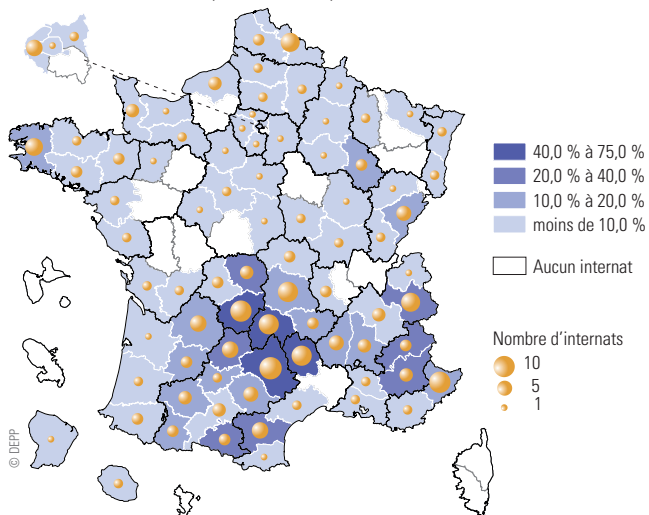 40,0 % à 75,0 %
20,0 % à 40,0 %
10,0 % à 20,0 %
moins de 10,0 %
Aucun internat
Nombre d'internats
10
5
1
© DEPP